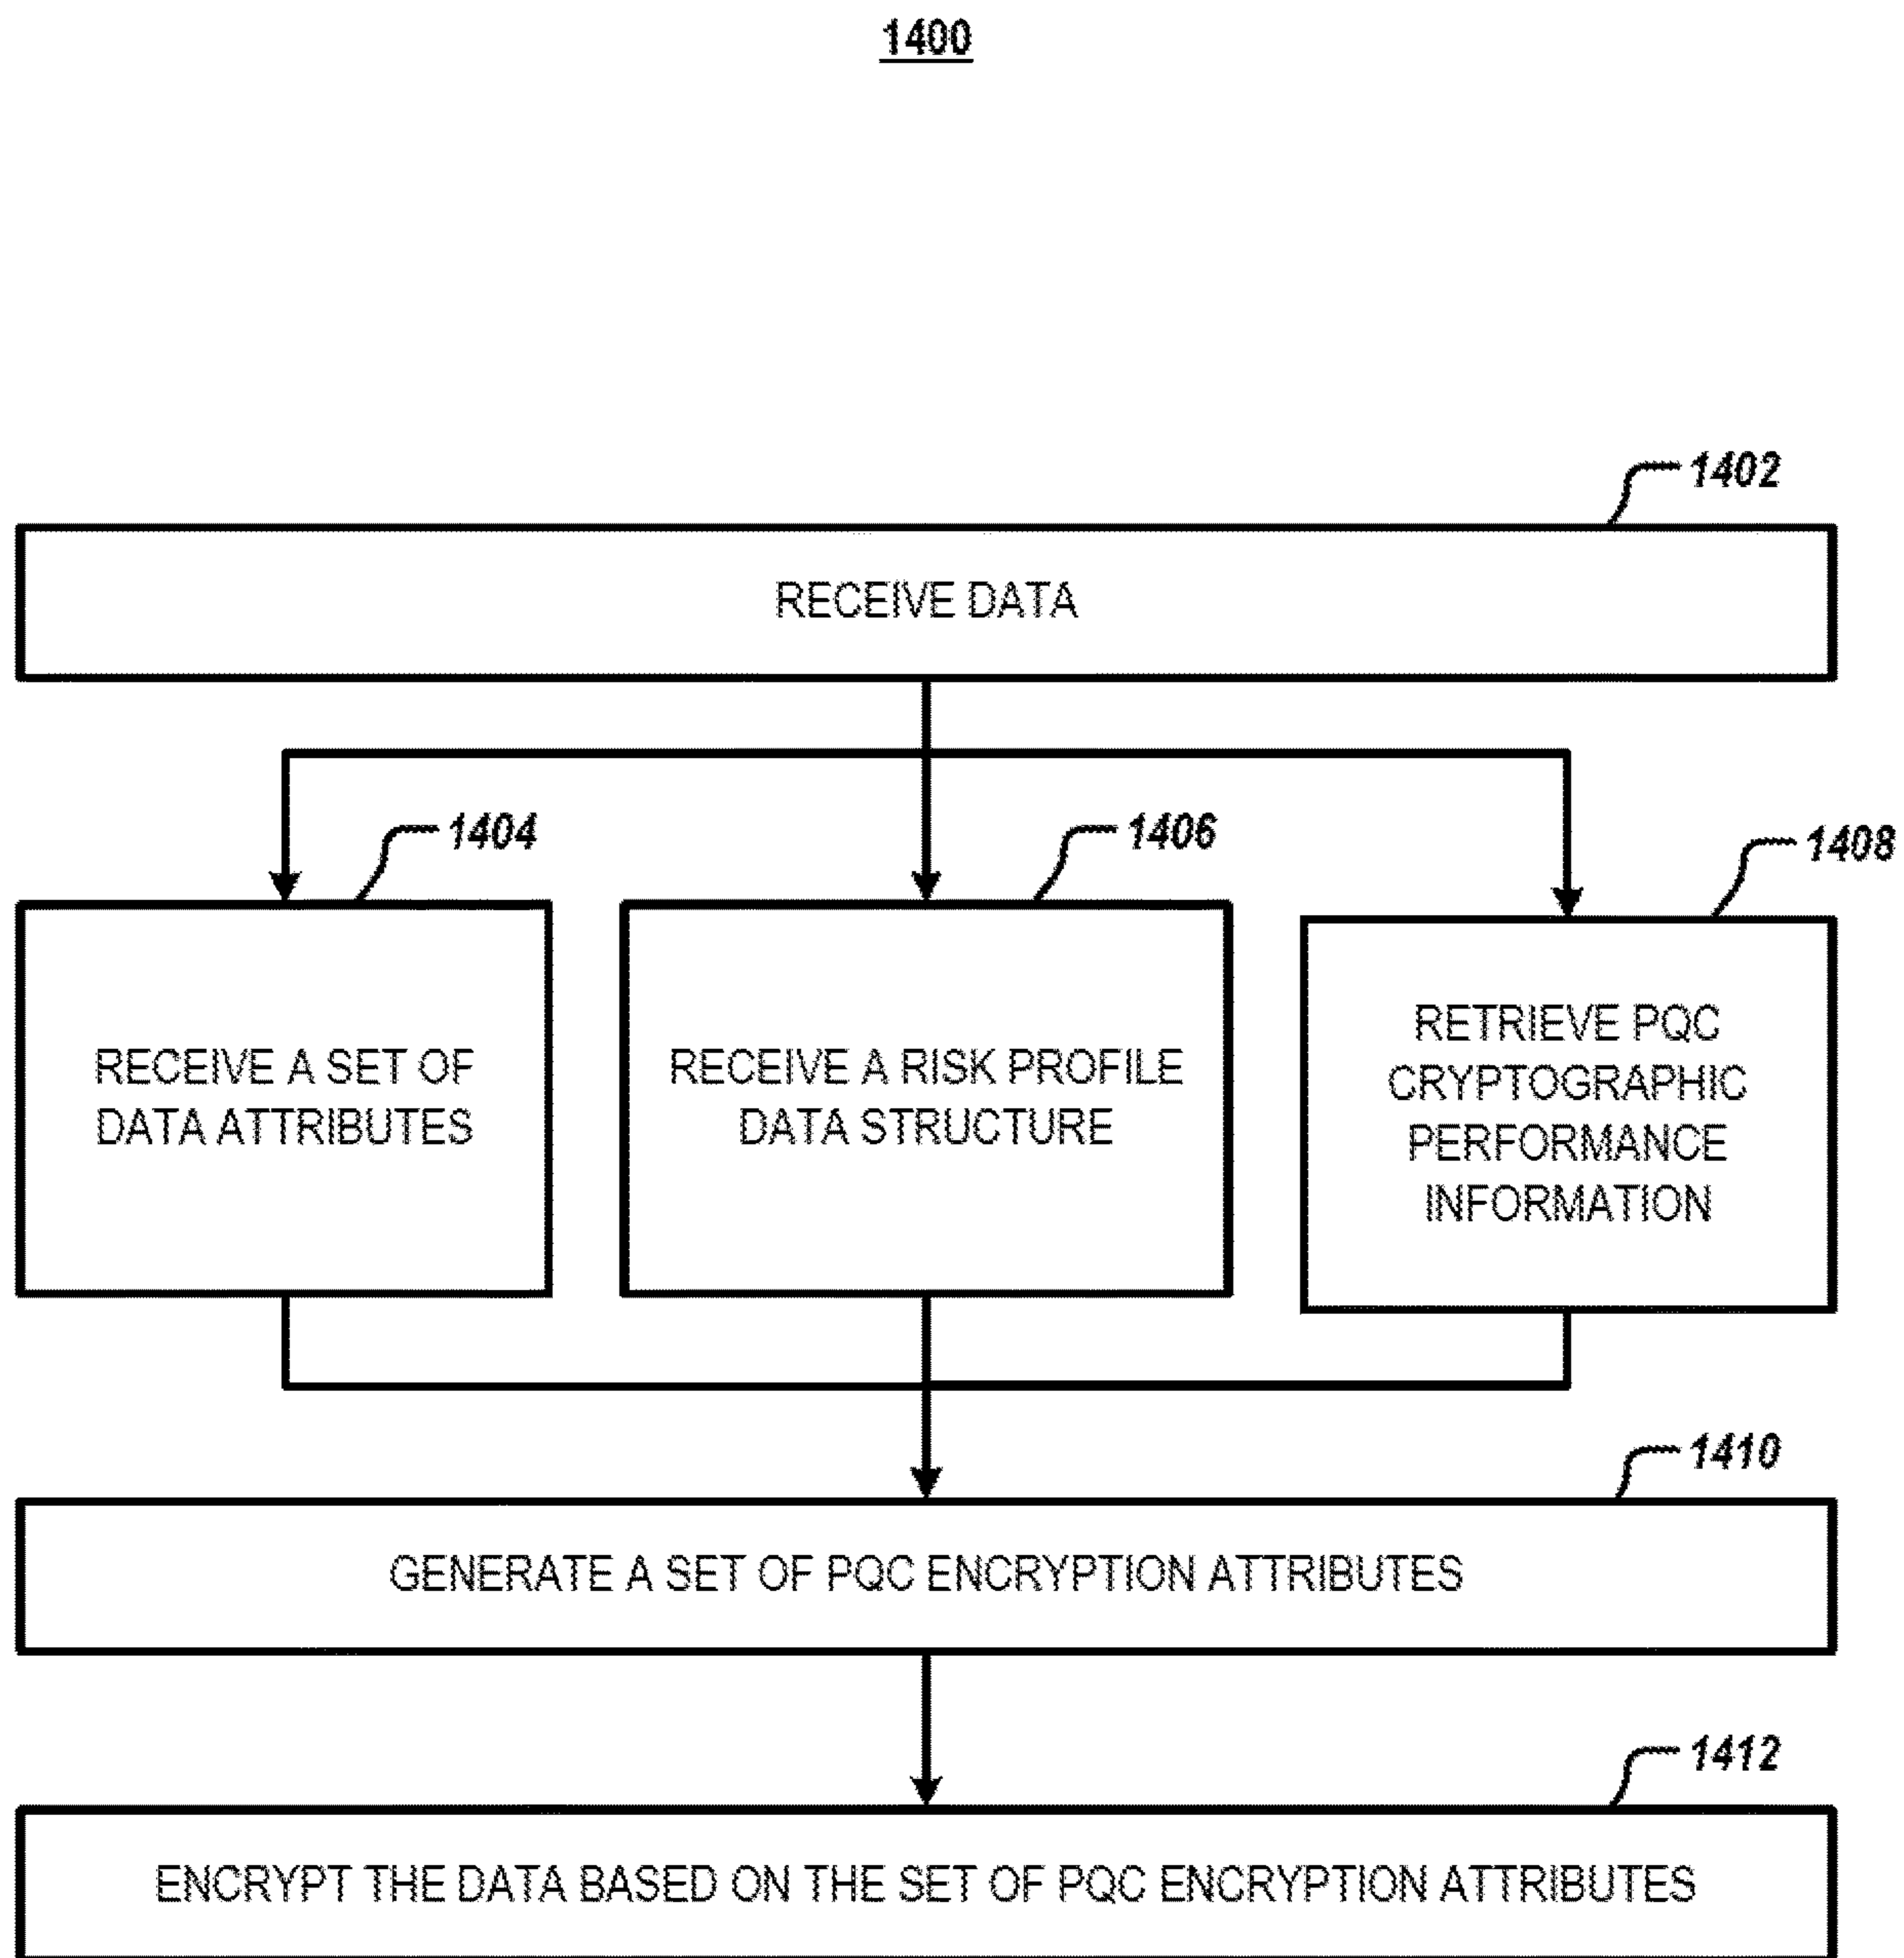 1400
1402
RECEIVE DATA
1404
1406
1408
RECEIVE A SET OF
DATA ATTRIBUTES
RECEIVE A RISK PROFILE
DATA STRUCTURE
RETRIEVE PQC
CRYPTOGRAPHIC
PERFORMANCE
INFORMATION
1410
GENERATE A SET OF PQC ENCRYPTION ATTRIBUTES
1412
ENCRYPT THE DATA BASED ON THE SET OF PQC ENCRYPTION ATTRIBUTES